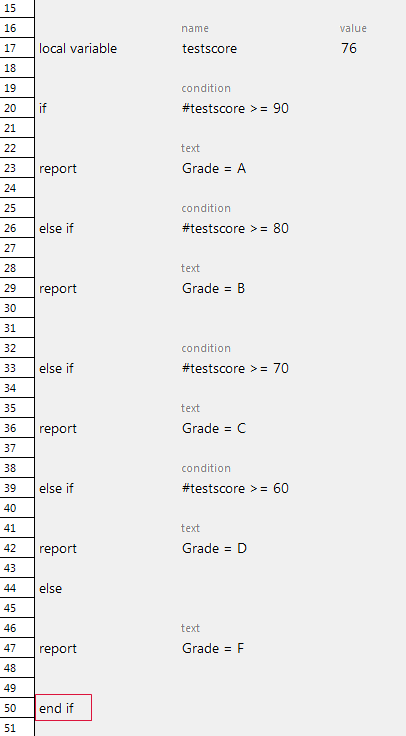 15
16 name value
17 local variable testscore 76
18
19 condition
20 if #testscore >= 90
21
22 text
23 report Grade = A
24
25 condition
26 else if #testscore >= 80
27
28 text
29 report Grade = B
30
31
32 condition
33 else if #testscore >= 70
34
35 text
36 report Grade = C
37
38 condition
39 else if #testscore >= 60
40
41 text
42 report Grade = D
43
44 else
45
46 text
47 report Grade = F
48
49
50 end if
51